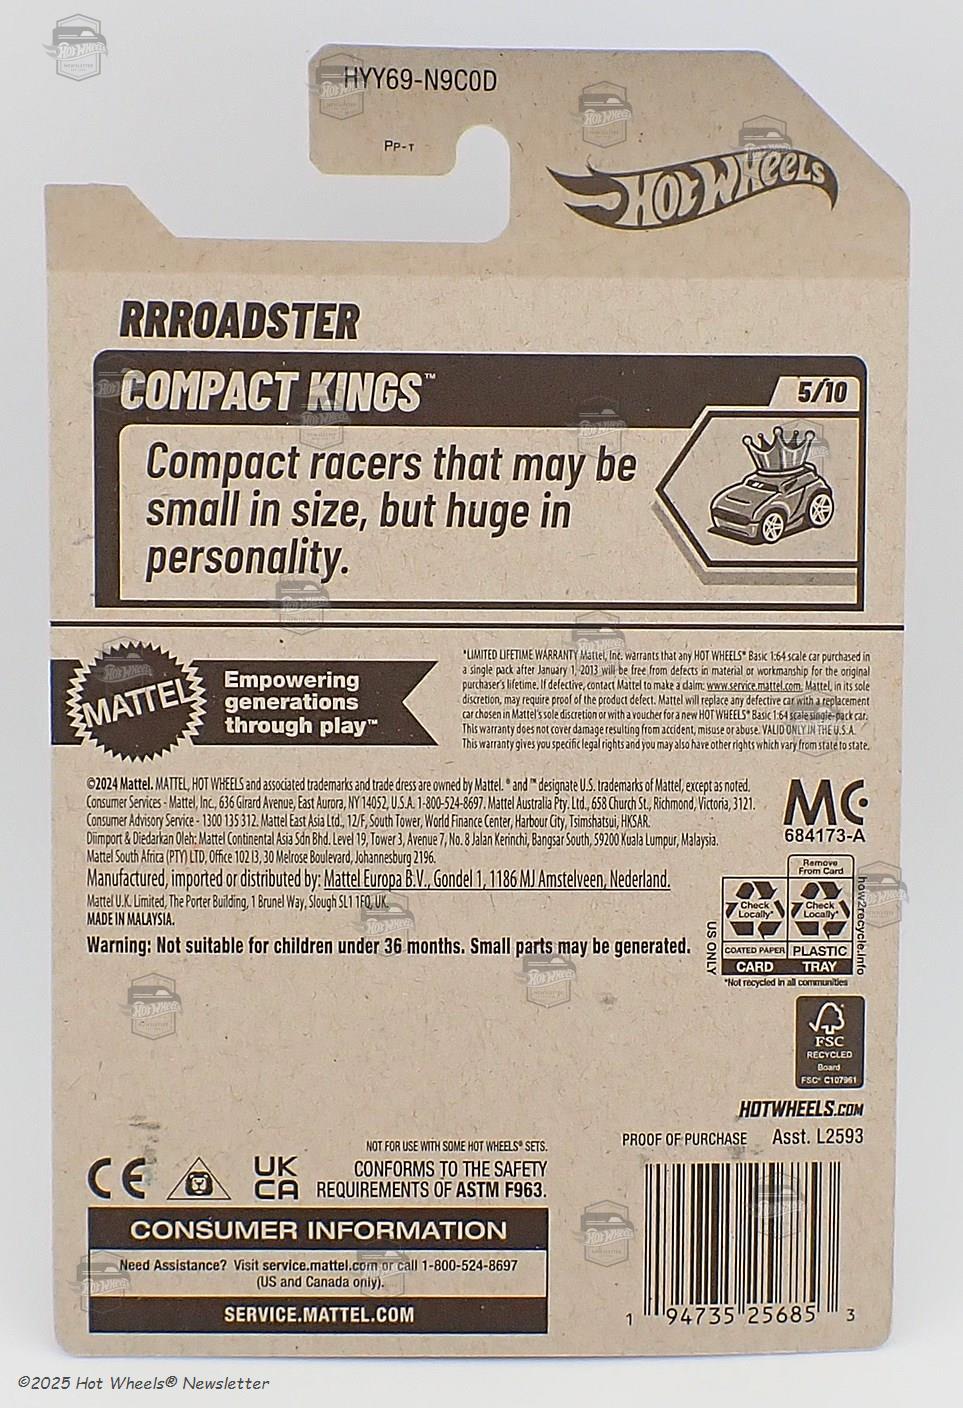 HYY69-N9C0D
PP-T
HOT WHEELS
RRROADSTER
COMPACT KINGS™
5/10
Compact racers that may be
small in size, but huge in
personality.
MATTEL
Empowering
generations
through play™
*LIMITED LIFETIME WARRANTY Mattel, Inc. warrants that any HOT WHEELS® Basic 1:64 scale car purchased in
a single pack after January 1, 2013 will be free from defects in material or workmanship for the original
purchaser's lifetime. If defective, contact Mattel to make a claim: www.service.mattel.com. Mattel, in its sole
discretion, may require proof of the product defect. Mattel will replace any defective car with a replacement
car chosen in Mattel's sole discretion or with a voucher for a new HOT WHEELS® Basic 1:64 scale single-pack car.
This warranty does not cover damage resulting from accident, misuse or abuse. VALID ONLY IN THE U.S.A.
This warranty gives you specific legal rights and you may also have other rights which vary from state to state.
©2024 Mattel. MATTEL, HOT WHEELS and associated trademarks and trade dress are owned by Mattel. ® and ™ designate U.S. trademarks of Mattel, except as noted.
Consumer Services - Mattel, Inc., 636 Girard Avenue, East Aurora, NY 14052, U.S.A. 1-800-524-8697. Mattel Australia Pty. Ltd., 658 Church St., Richmond, Victoria, 3121.
Consumer Advisory Service - 1300 135 312. Mattel East Asia Ltd., 12/F, South Tower, World Finance Center, Harbour City, Tsimshatsui, HKSAR.
Diimport & Diedarkan Oleh: Mattel Continental Asia Sdn Bhd. Level 19, Tower 3, Avenue 7, No. 8 Jalan Kerinchi, Bangsar South, 59200 Kuala Lumpur, Malaysia.
Mattel South Africa (PTY) LTD, Office 102 I3, 30 Melrose Boulevard, Johannesburg 2196.
Manufactured, imported or distributed by: Mattel Europa B.V., Gondel 1, 1186 MJ Amstelveen, Nederland.
Mattel U.K. Limited, The Porter Building, 1 Brunel Way, Slough SL1 1FQ, UK.
MADE IN MALAYSIA.
Warning: Not suitable for children under 36 months. Small parts may be generated.
MC
684173-A
Remove
From Card
Check
Locally*
Check
Locally*
COATED PAPER
PLASTIC
CARD
TRAY
US ONLY
how2recycle.info
*Not recycled in all communities
FSC
RECYCLED
Board
FSC® C107961
HOTWHEELS.COM
PROOF OF PURCHASE Asst. L2593
NOT FOR USE WITH SOME HOT WHEELS® SETS.
CE
UK
CA
CONFORMS TO THE SAFETY
REQUIREMENTS OF ASTM F963.
CONSUMER INFORMATION
Need Assistance? Visit service.mattel.com or call 1-800-524-8697
(US and Canada only).
SERVICE.MATTEL.COM
1 94735 25685 3
©2025 Hot Wheels® Newsletter